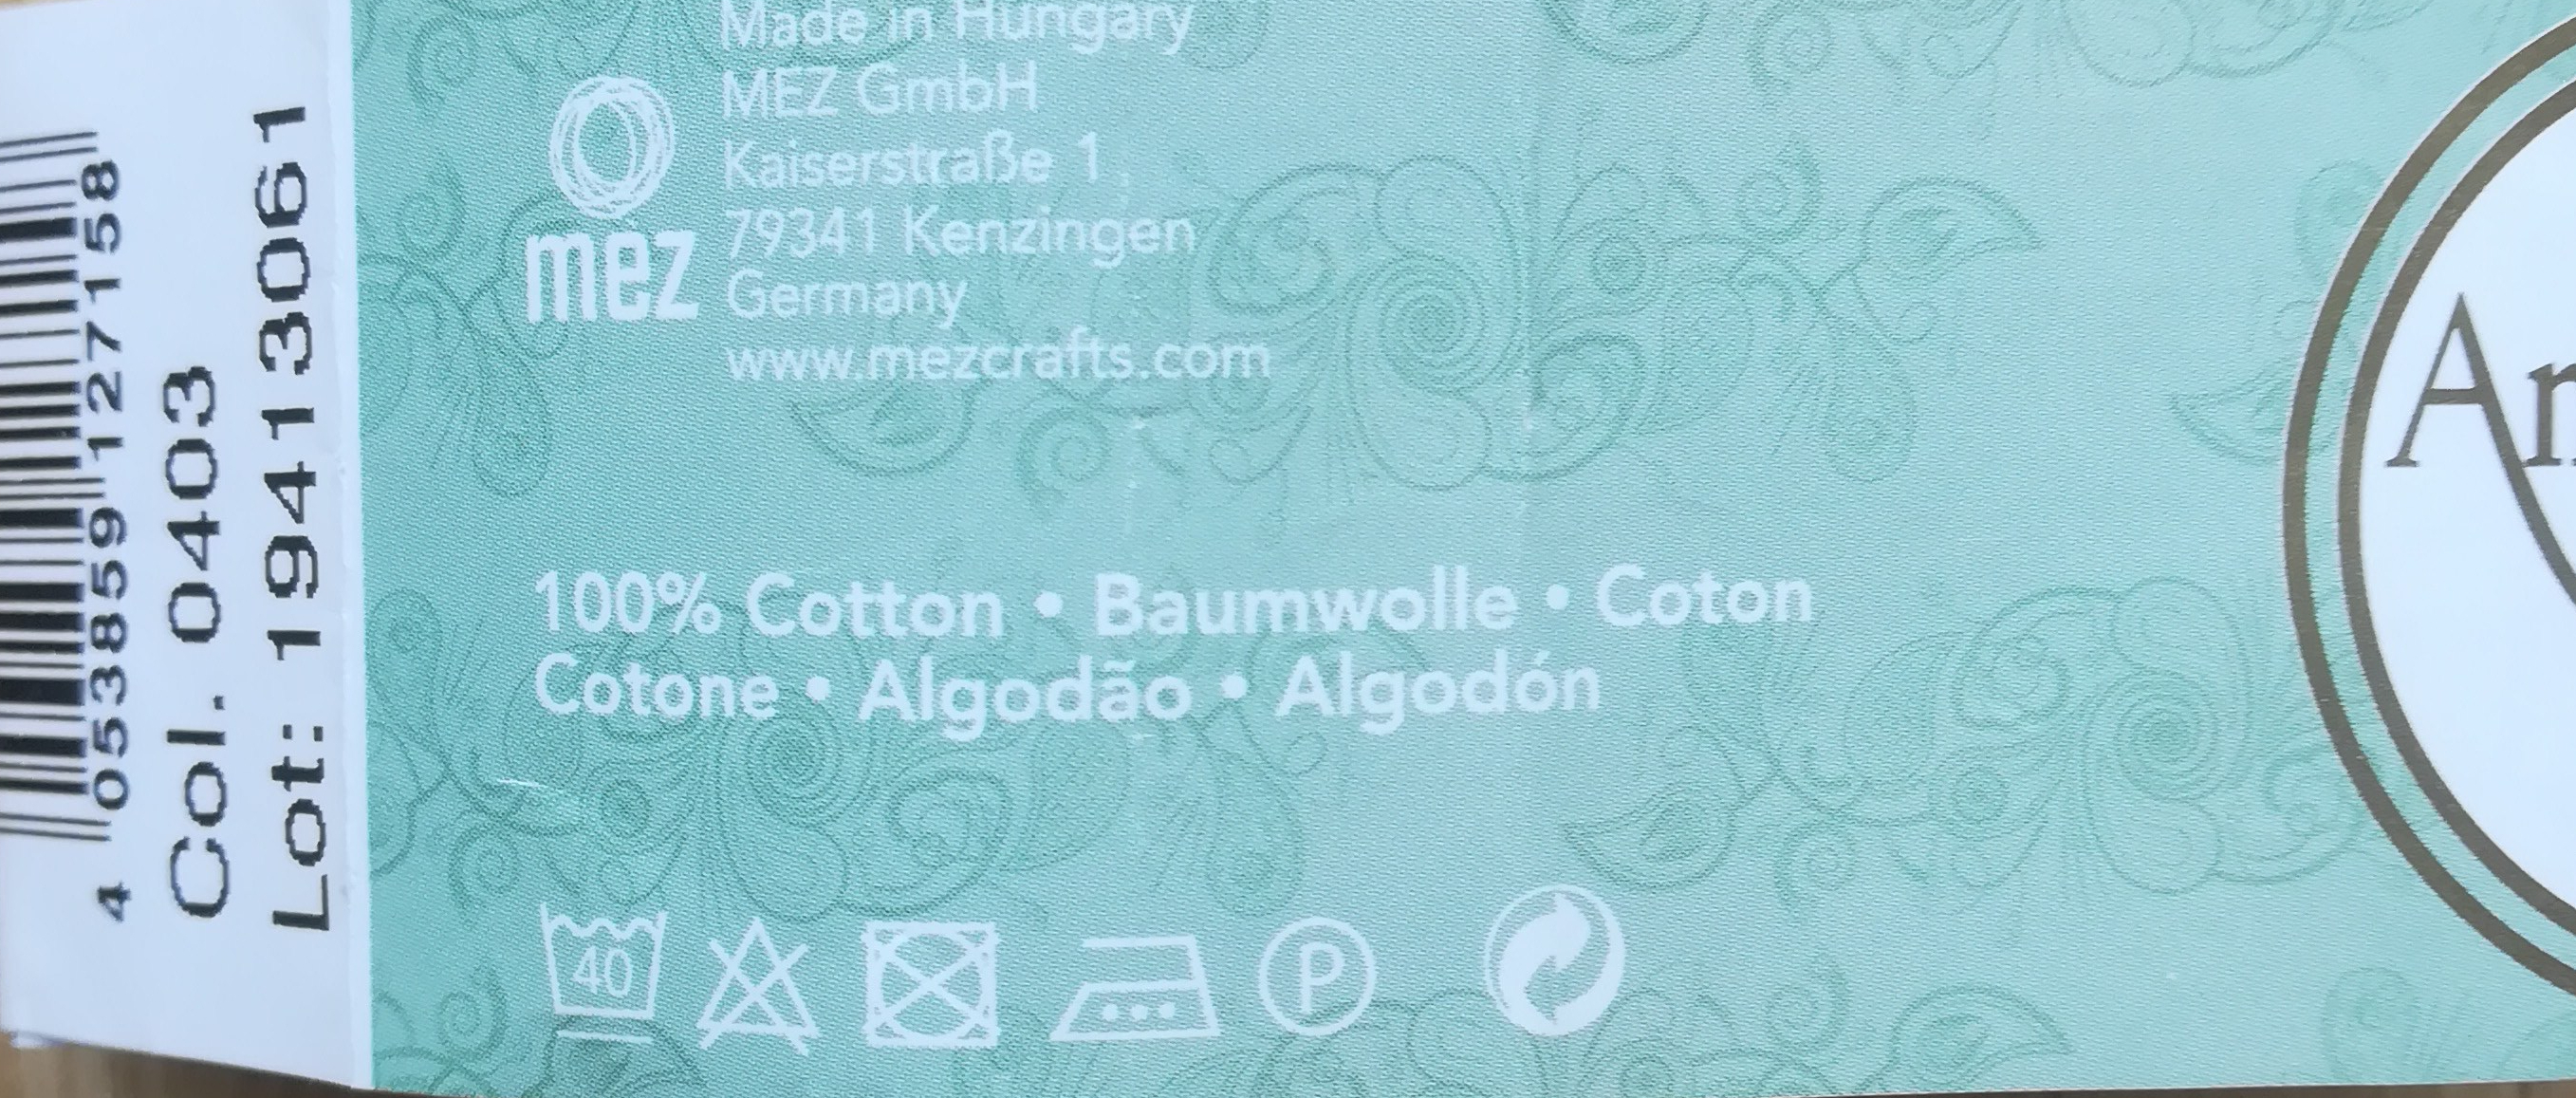 4 053859 127158
Col. 0403
Lot: 19413061
Made in Hungary
MEZ GmbH
Kaiserstraße 1
79341 Kenzingen
Germany
www.mezcrafts.com
mez
100% Cotton • Baumwolle • Coton
Cotone • Algodão • Algodón
40
P